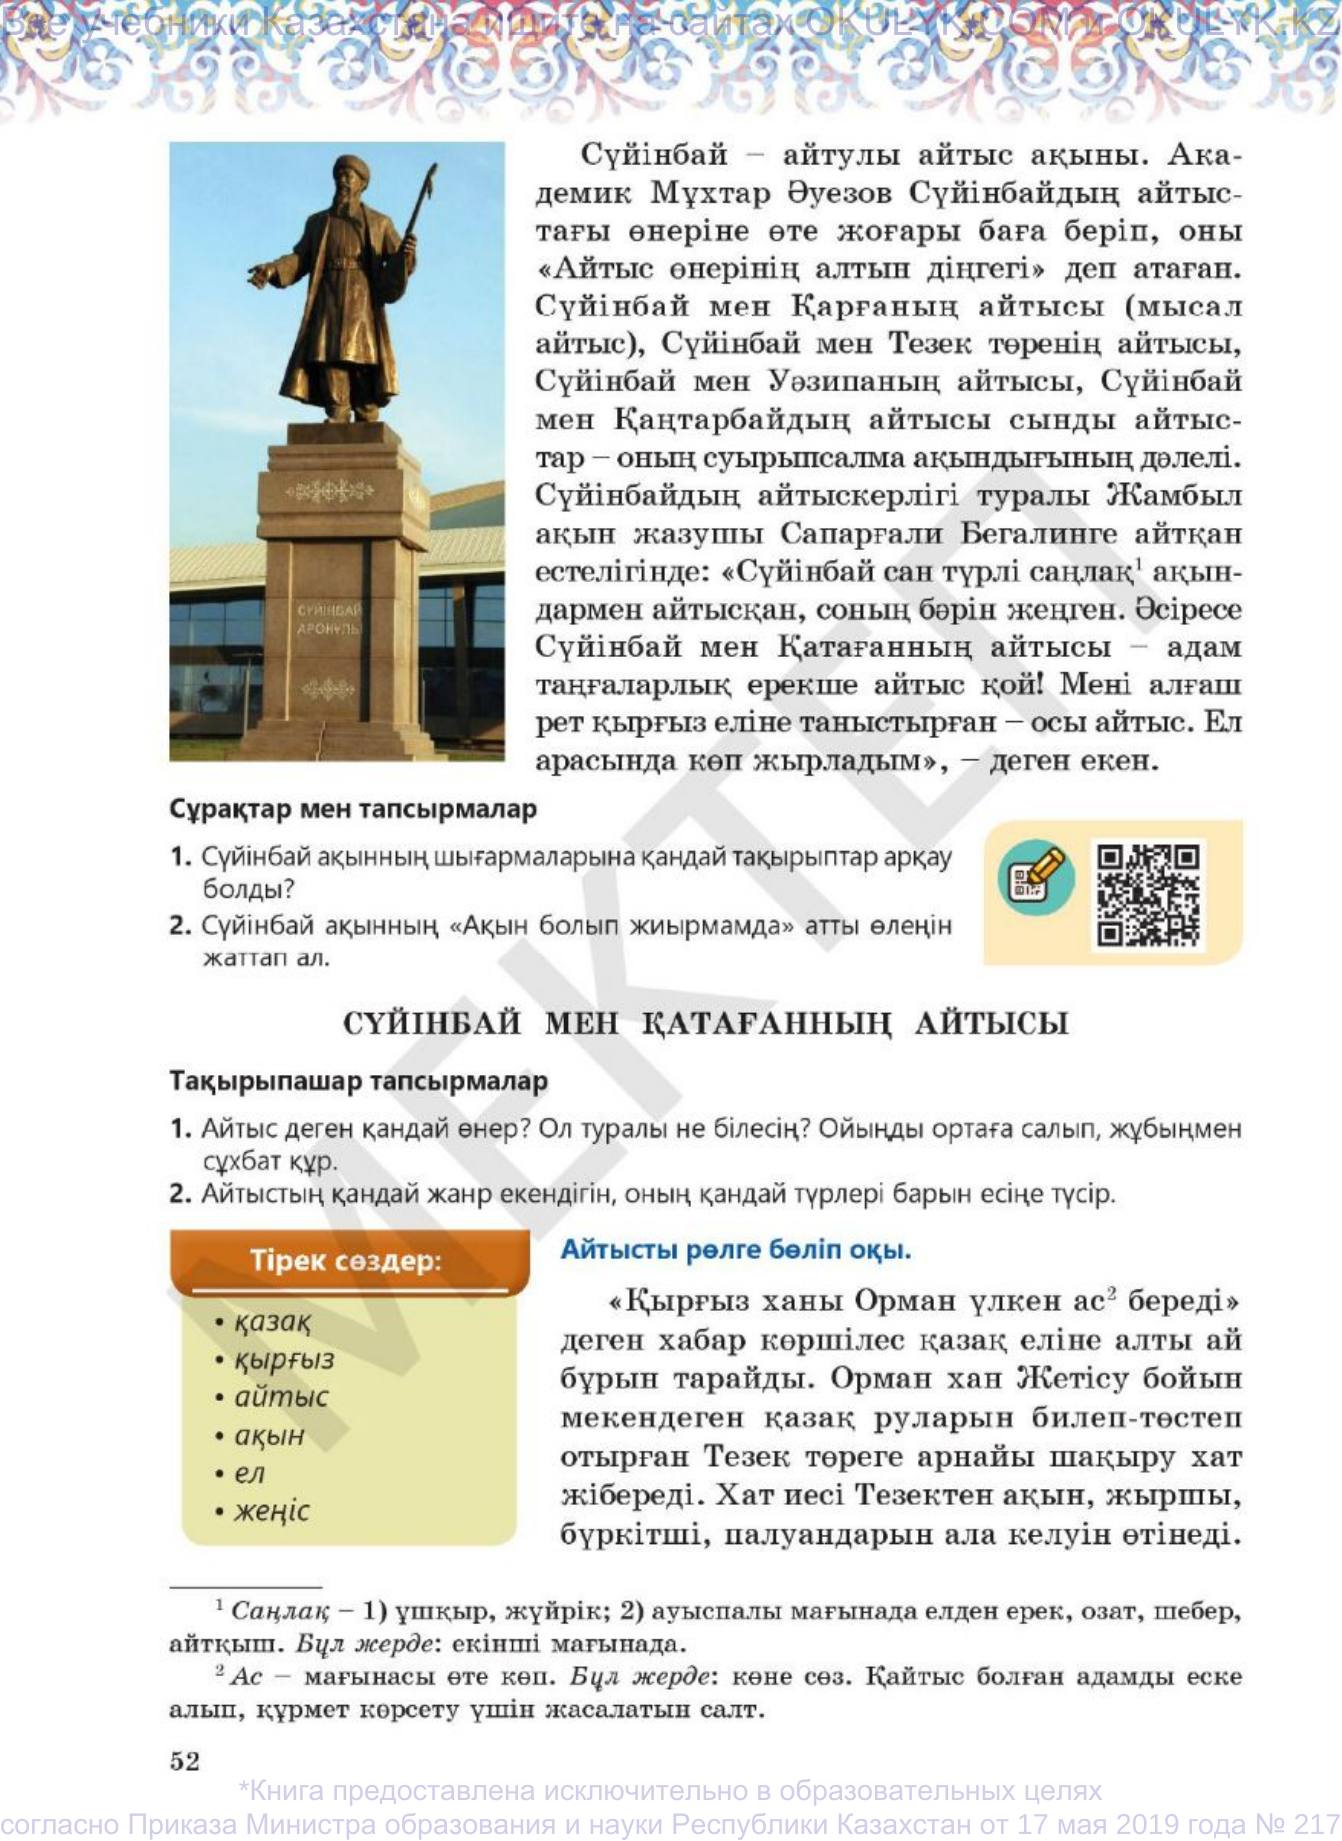 Все учебники Казахстана ищите на сайтах OKULYK.COM и OKULYK.KZ
Сүйінбай – айтулы айтыс ақыны. Ака-
демик Мұхтар Әуезов Сүйінбайдың айтыс-
тағы өнеріне өте жоғары баға беріп, оны
«Айтыс өнерінің алтын діңгегі» деп атаған.
Сүйінбай мен Қарғаның айтысы (мысал
айтыс), Сүйінбай мен Тезек төренің айтысы,
Сүйінбай мен Уәзипаның айтысы, Сүйінбай
мен Қаңтарбайдың айтысы сынды айтыс-
тар – оның суырыпсалма ақындығының дәлелі.
Сүйінбайдың айтыскерлігі туралы Жамбыл
ақын жазушы Сапарғали Бегалинге айтқан
естелігінде: «Сүйінбай сан түрлі саңлақ¹ ақын-
дармен айтысқан, соның бәрін жеңген. Әсіресе
Сүйінбай мен Қатағанның айтысы – адам
таңғаларлық ерекше айтыс қой! Мені алғаш
рет қырғыз еліне таныстырған – осы айтыс. Ел
арасында көп жырладым», – деген екен.
СҮЙІНБАЙ
АРОНҰЛЫ
Сұрақтар мен тапсырмалар
1. Сүйінбай ақынның шығармаларына қандай тақырыптар арқау
болды?
2. Сүйінбай ақынның «Ақын болып жиырмамда» атты өлеңін
жаттап ал.
СҮЙІНБАЙ МЕН ҚАТАҒАННЫҢ АЙТЫСЫ
Тақырыпашар тапсырмалар
1. Айтыс деген қандай өнер? Ол туралы не білесің? Ойыңды ортаға салып, жұбыңмен
сұхбат құр.
2. Айтыстың қандай жанр екендігін, оның қандай түрлері барын есіңе түсір.
Тірек сөздер:
• қазақ
• қырғыз
• айтыс
• ақын
• ел
• жеңіс
Айтысты рөлге бөліп оқы.
«Қырғыз ханы Орман үлкен ас² береді»
деген хабар көршілес қазақ еліне алты ай
бұрын тарайды. Орман хан Жетісу бойын
мекендеген қазақ руларын билеп-төстеп
отырған Тезек төреге арнайы шақыру хат
жібереді. Хат иесі Тезектен ақын, жыршы,
бүркітші, палуандарын ала келуін өтінеді.
¹ Саңлақ – 1) ұшқыр, жүйрік; 2) ауыспалы мағынада елден ерек, озат, шебер,
айтқыш. Бұл жерде: екінші мағынада.
² Ас – мағынасы өте көп. Бұл жерде: көне сөз. Қайтыс болған адамды еске
алып, құрмет көрсету үшін жасалатын салт.
52
МЕКТЕП
*Книга предоставлена исключительно в образовательных целях
согласно Приказа Министра образования и науки Республики Казахстан от 17 мая 2019 года № 217